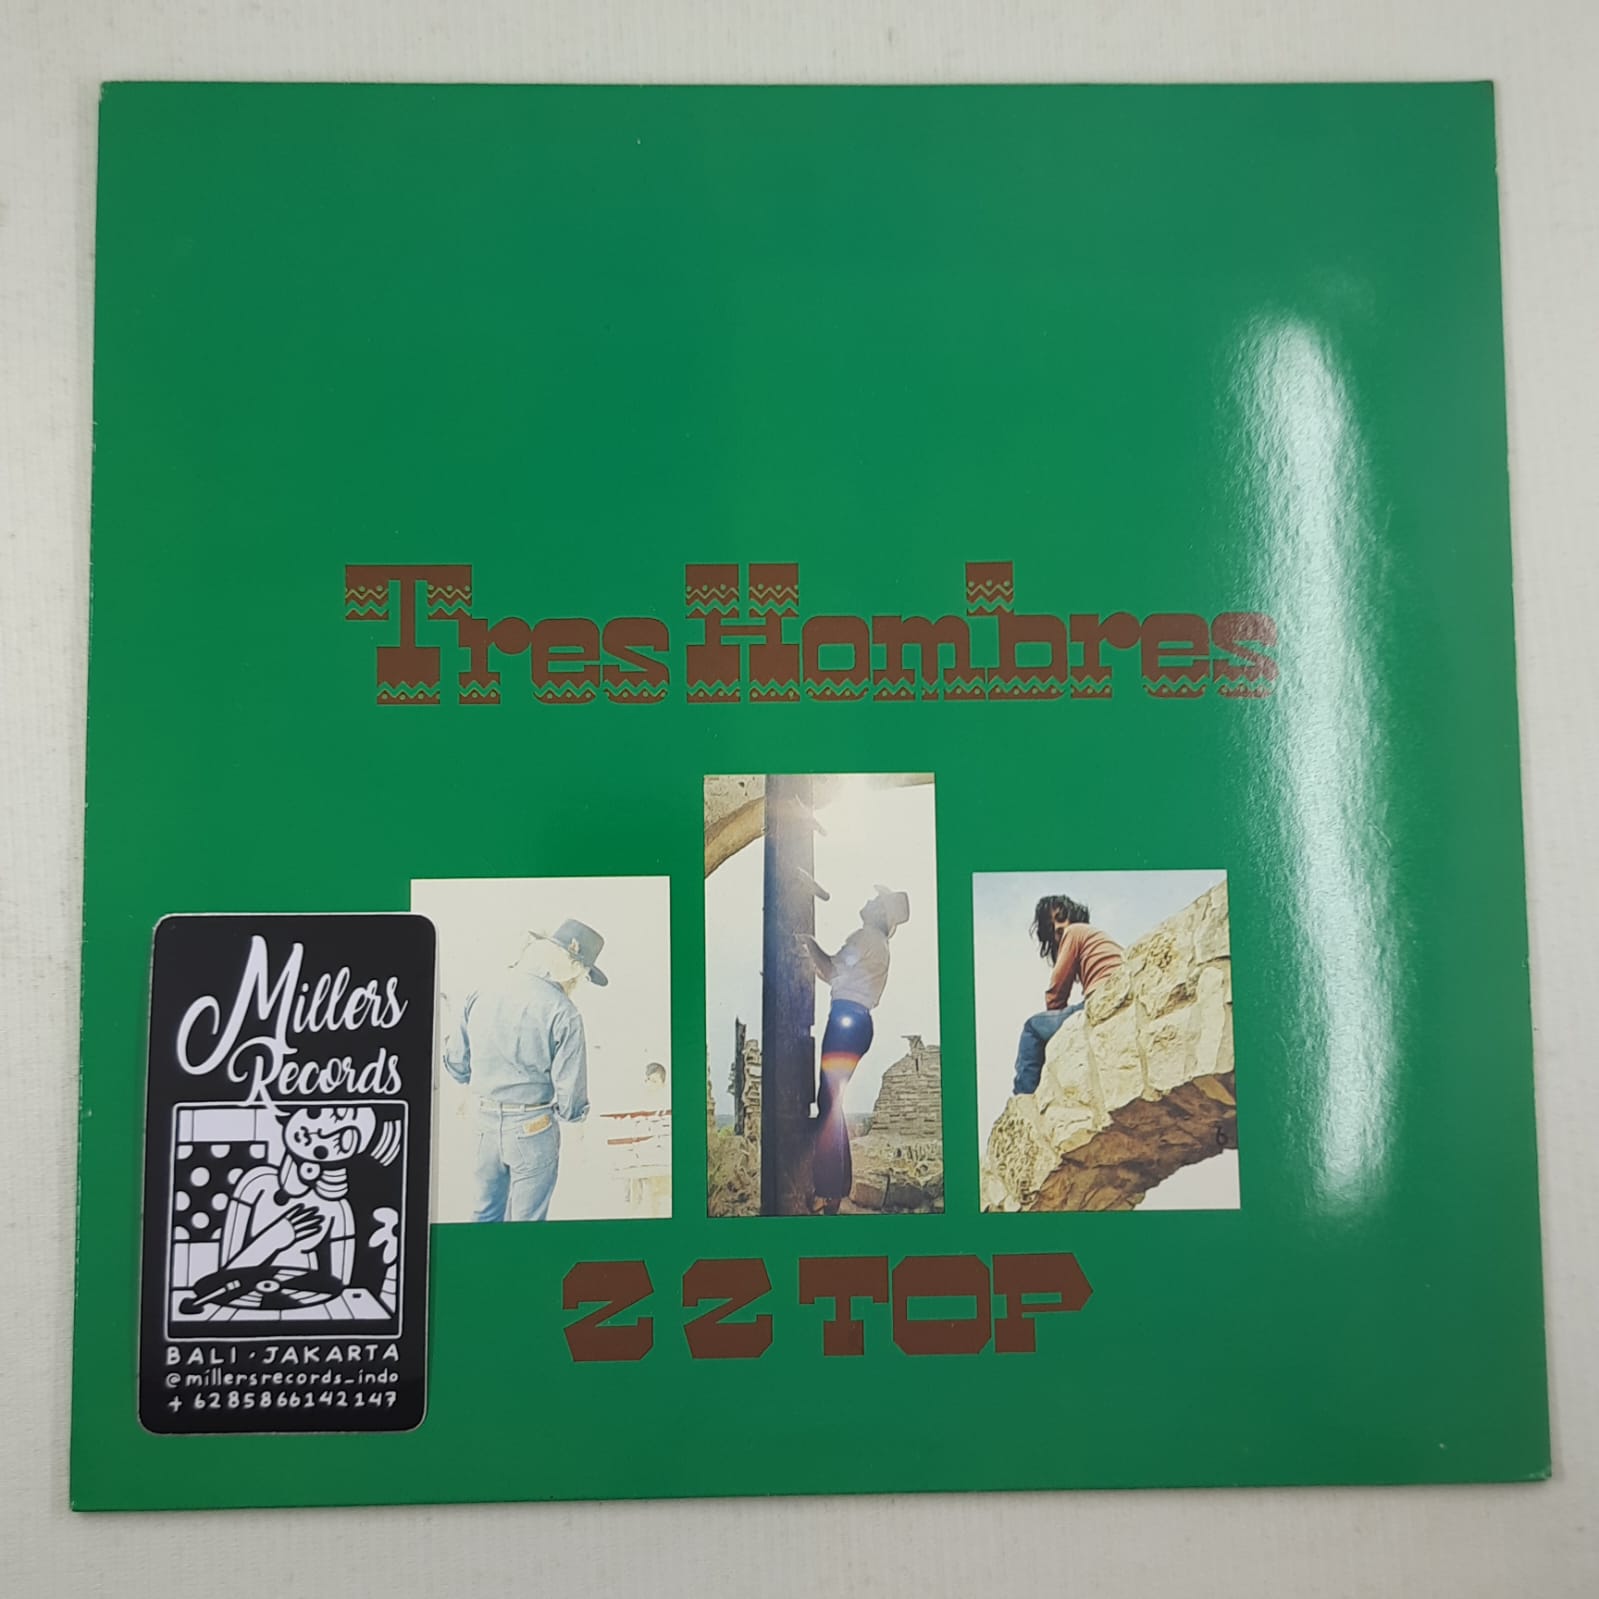 Tres Hombres
Z Z TOP
Millers
Records
BALI · JAKARTA
@millersrecords_indo
+ 6285866142147